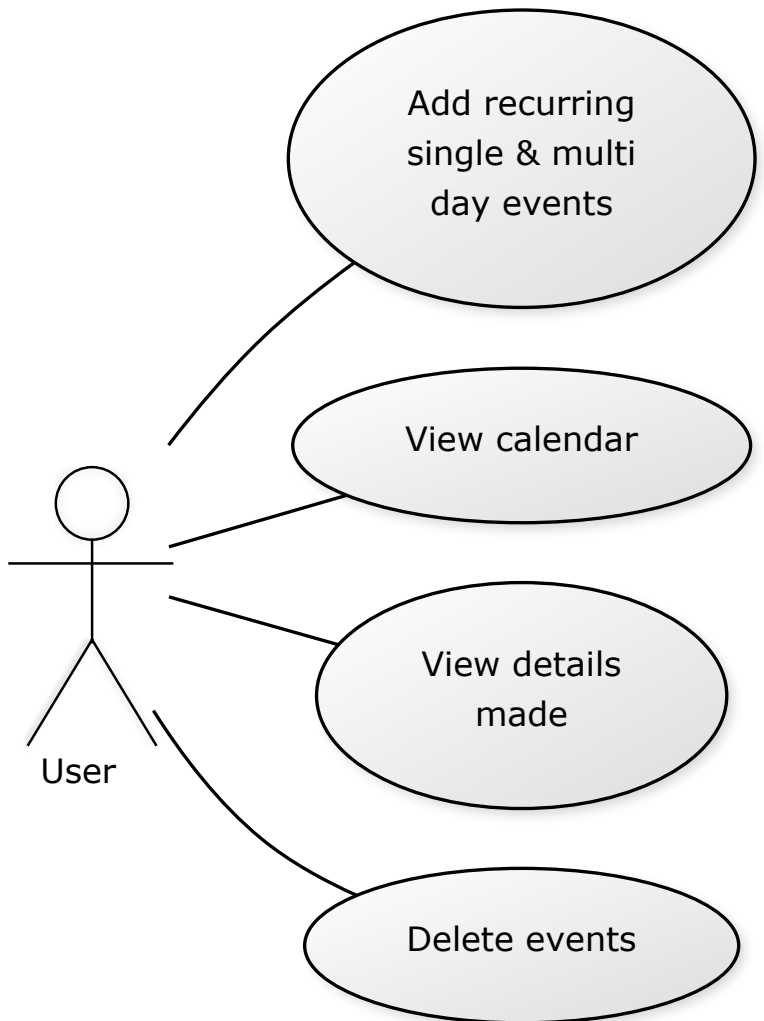 Add recurring
single & multi
day events
View calendar
View details
made
User
Delete events